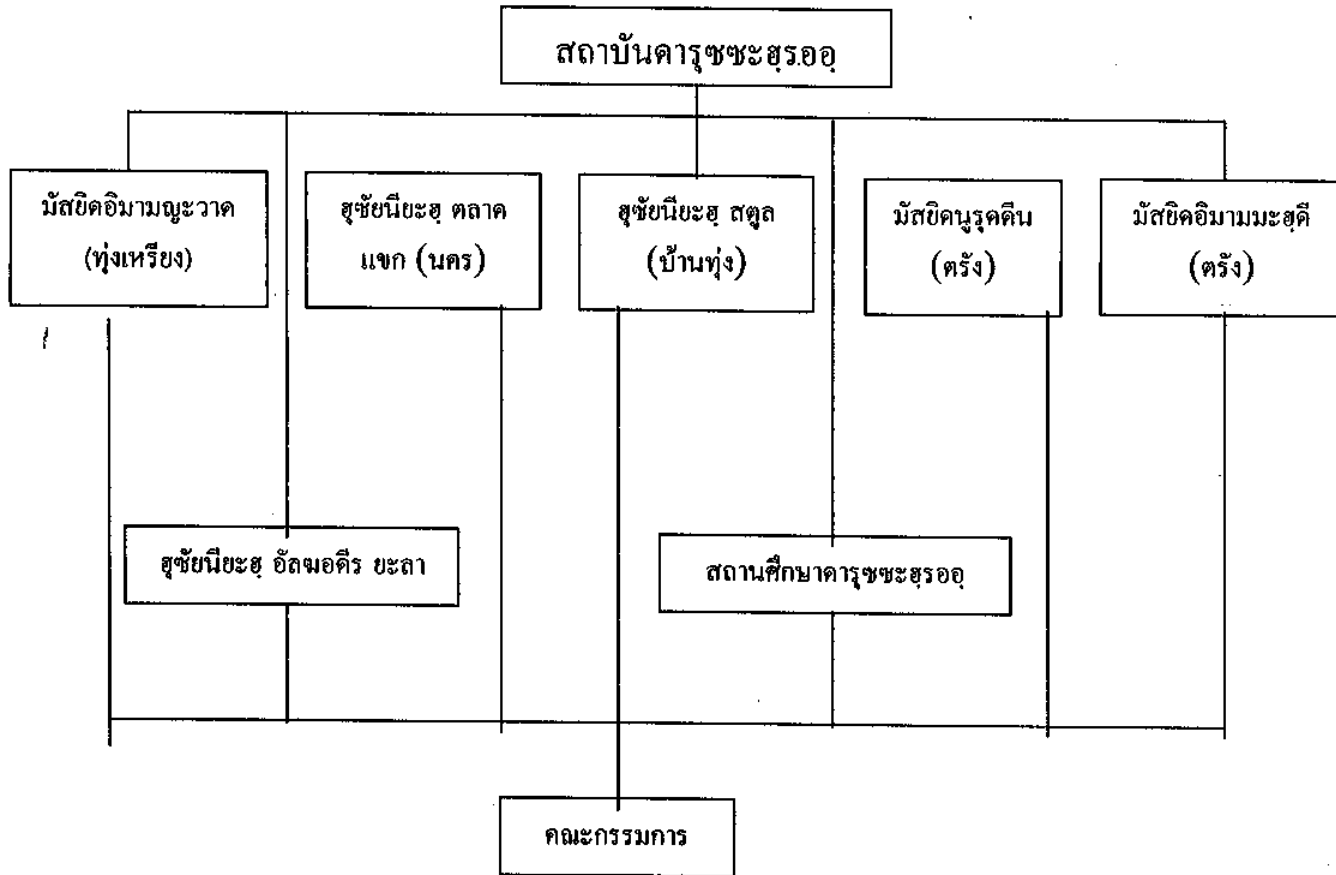 สถาบันดารุซซะฮฺรออฺ
มัสยิดอิมามญะวาด
(ทุ่งเหรียง)
ฮุซัยนียะฮฺ ตลาด
แขก (นคร)
ฮุซัยนียะฮฺ สตูล
(บ้านทุ่ง)
มัสยิดนูรุดดีน
(ตรัง)
มัสยิดอิมามมะฮฺดี
(ตรัง)
ฮุซัยนียะฮฺ อัลฆอดีร ยะลา
สถานศึกษาดารุซซะฮฺรออฺ
คณะกรรมการ